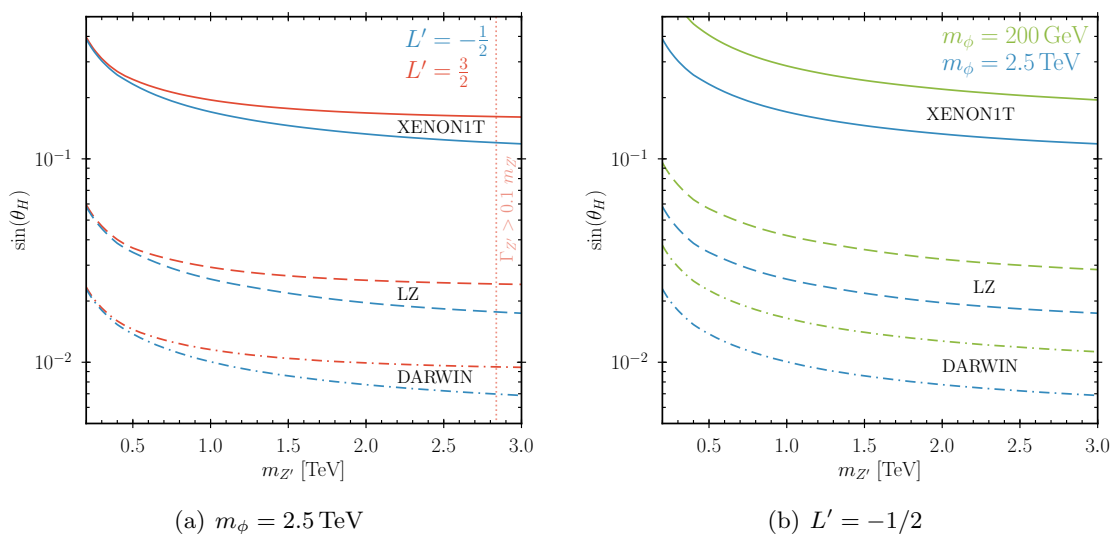 L′ = −1/2
L′ = 3/2
XENON1T
LZ
DARWIN
Γ_Z′ > 0.1 m_Z′
10⁻¹
10⁻²
sin(θ_H)
0.5 1.0 1.5 2.0 2.5 3.0
m_Z′ [TeV]
(a) m_ϕ = 2.5 TeV
m_ϕ = 200 GeV
m_ϕ = 2.5 TeV
XENON1T
LZ
DARWIN
10⁻¹
10⁻²
sin(θ_H)
0.5 1.0 1.5 2.0 2.5 3.0
m_Z′ [TeV]
(b) L′ = −1/2